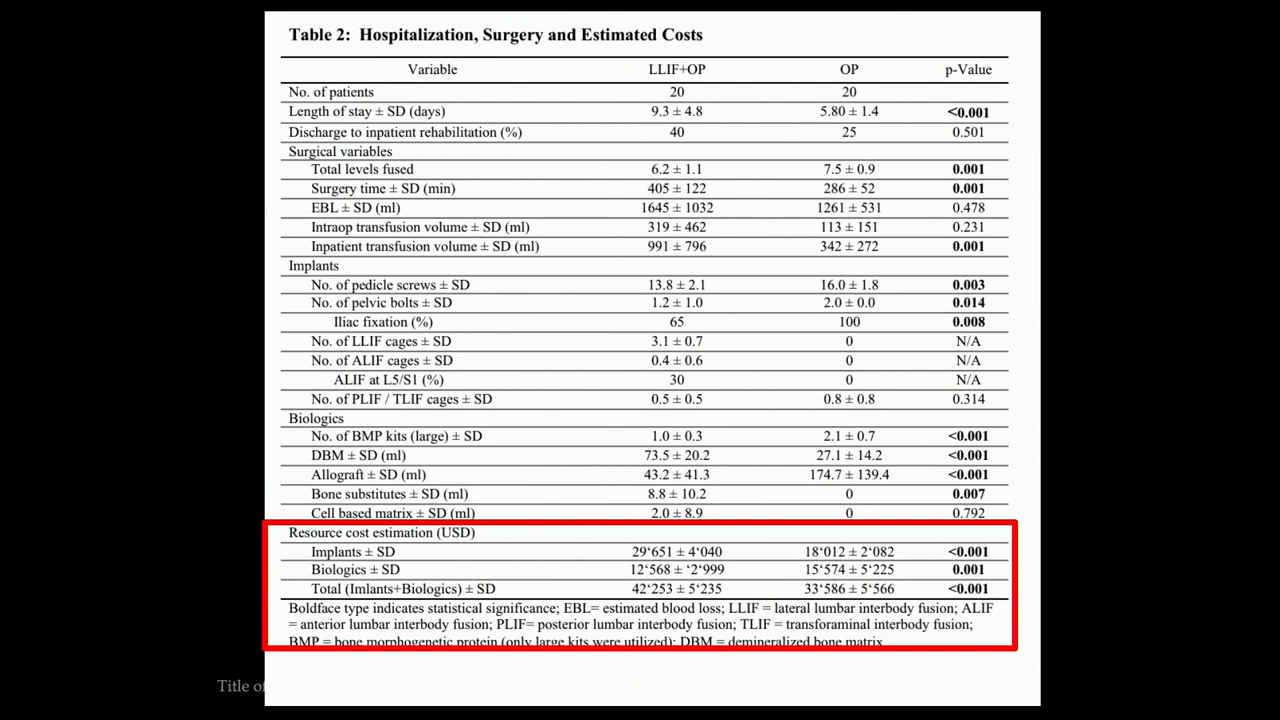 Table 2: Hospitalization, Surgery and Estimated Costs
Variable LLIF+OP OP p-Value
No. of patients 20 20
Length of stay ± SD (days) 9.3 ± 4.8 5.80 ± 1.4 <0.001
Discharge to inpatient rehabilitation (%) 40 25 0.501
Surgical variables
Total levels fused 6.2 ± 1.1 7.5 ± 0.9 0.001
Surgery time ± SD (min) 405 ± 122 286 ± 52 0.001
EBL ± SD (ml) 1645 ± 1032 1261 ± 531 0.478
Intraop transfusion volume ± SD (ml) 319 ± 462 113 ± 151 0.231
Inpatient transfusion volume ± SD (ml) 991 ± 796 342 ± 272 0.001
Implants
No. of pedicle screws ± SD 13.8 ± 2.1 16.0 ± 1.8 0.003
No. of pelvic bolts ± SD 1.2 ± 1.0 2.0 ± 0.0 0.014
Iliac fixation (%) 65 100 0.008
No. of LLIF cages ± SD 3.1 ± 0.7 0 N/A
No. of ALIF cages ± SD 0.4 ± 0.6 0 N/A
ALIF at L5/S1 (%) 30 0 N/A
No. of PLIF / TLIF cages ± SD 0.5 ± 0.5 0.8 ± 0.8 0.314
Biologics
No. of BMP kits (large) ± SD 1.0 ± 0.3 2.1 ± 0.7 <0.001
DBM ± SD (ml) 73.5 ± 20.2 27.1 ± 14.2 <0.001
Allograft ± SD (ml) 43.2 ± 41.3 174.7 ± 139.4 <0.001
Bone substitutes ± SD (ml) 8.8 ± 10.2 0 0.007
Cell based matrix ± SD (ml) 2.0 ± 8.9 0 0.792
Resource cost estimation (USD)
Implants ± SD 29‘651 ± 4‘040 18‘012 ± 2‘082 <0.001
Biologics ± SD 12‘568 ± ‘2‘999 15‘574 ± 5‘225 0.001
Total (Imlants+Biologics) ± SD 42‘253 ± 5‘235 33‘586 ± 5‘566 <0.001
Boldface type indicates statistical significance; EBL= estimated blood loss; LLIF = lateral lumbar interbody fusion; ALIF
= anterior lumbar interbody fusion; PLIF= posterior lumbar interbody fusion; TLIF = transforaminal interbody fusion;
BMP = bone morphogenetic protein (only large kits were utilized); DBM = demineralized bone matrix
Title of